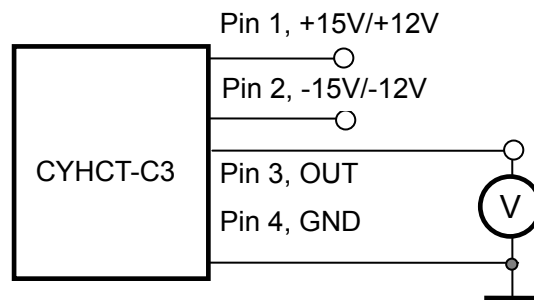 Pin 1, +15V/+12V
Pin 2, -15V/-12V
CYHCT-C3
Pin 3, OUT
Pin 4, GND
V